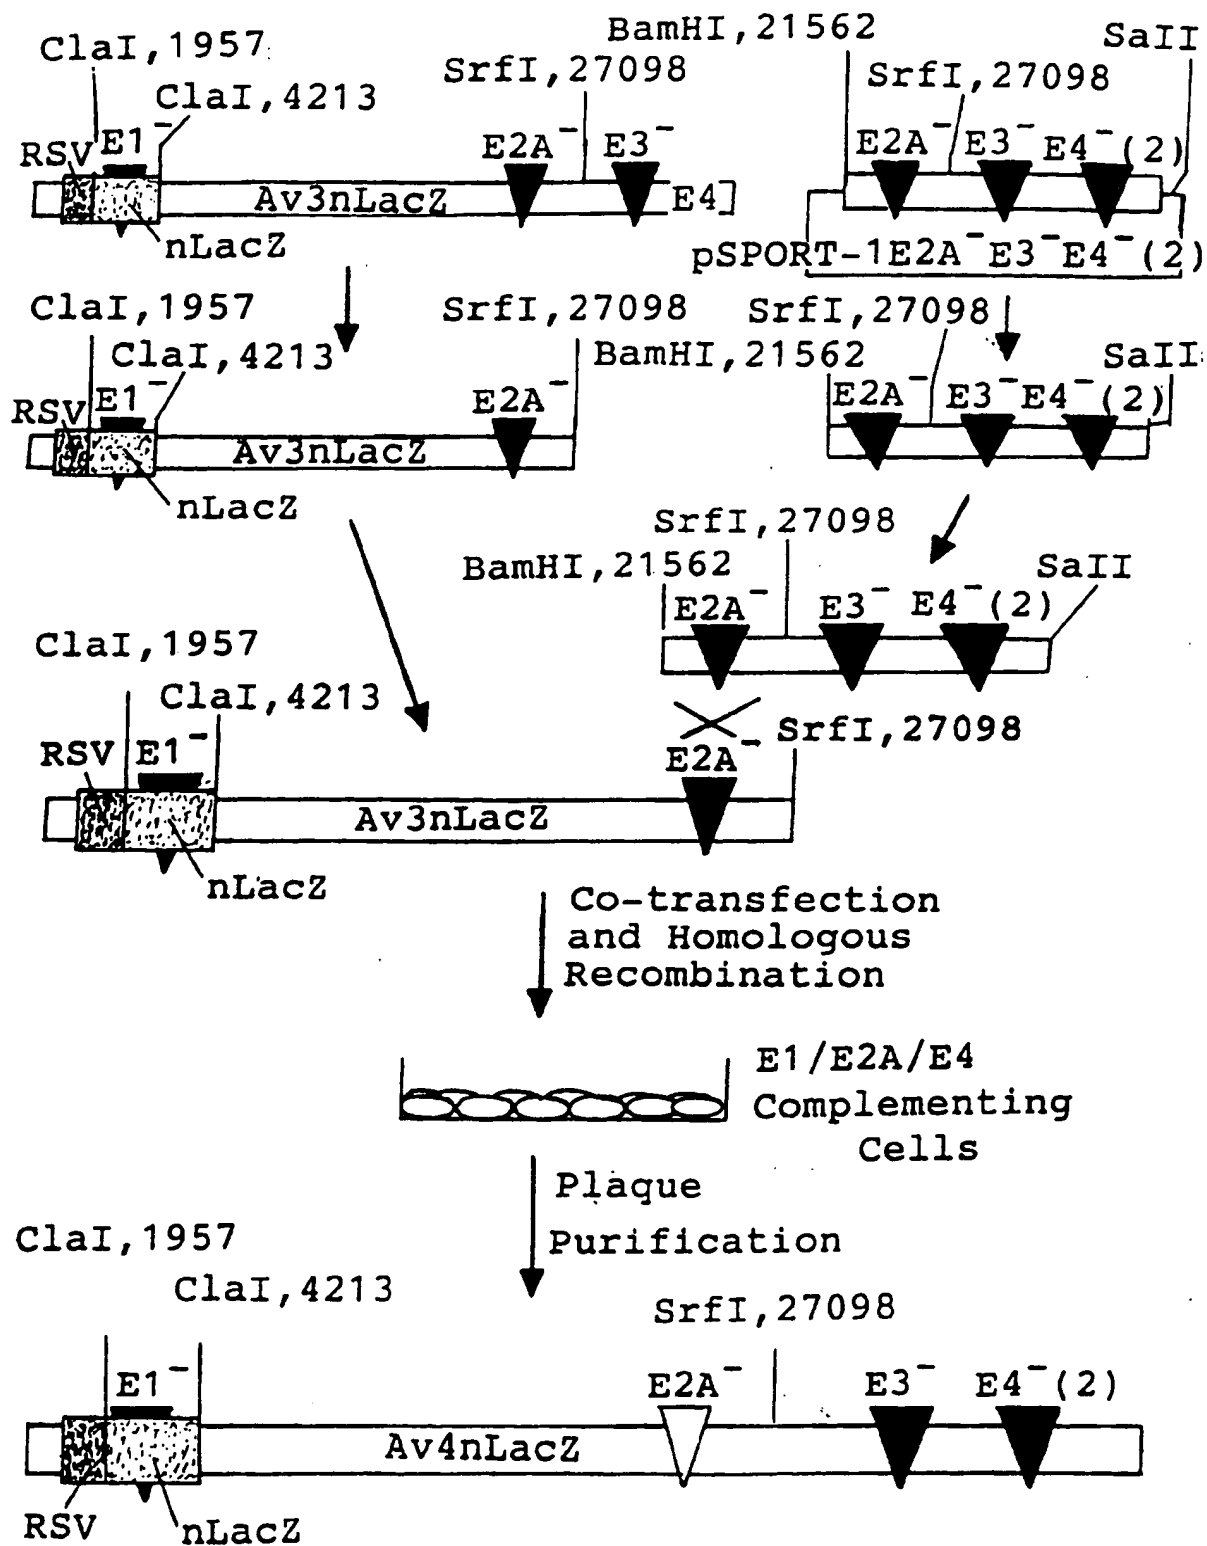 ClaI,1957
ClaI,4213
RSV
E1-
SrfI,27098
E2A-
E3-
Av3nLacZ
E4
nLacZ
BamHI,21562
SaII
SrfI,27098
E2A-
E3-
E4-(2)
pSPORT-1E2A-E3-E4-(2)
ClaI,1957
ClaI,4213
RSV
E1-
SrfI,27098
E2A-
Av3nLacZ
nLacZ
SrfI,27098
BamHI,21562
SaII
E2A-
E3-
E4-(2)
SrfI,27098
BamHI,21562
SaII
E2A-
E3-
E4-(2)
ClaI,1957
ClaI,4213
RSV
E1-
SrfI,27098
E2A-
Av3nLacZ
nLacZ
Co-transfection
and Homologous
Recombination
E1/E2A/E4
Complementing
Cells
Plaque
Purification
ClaI,1957
ClaI,4213
SrfI,27098
E1-
E2A-
E3-
E4-(2)
Av4nLacZ
RSV
nLacZ